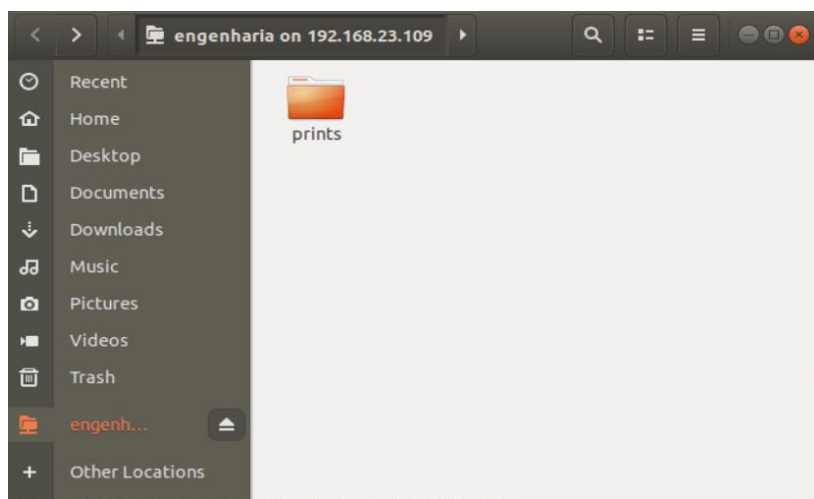 engenharia on 192.168.23.109
Recent
Home
Desktop
Documents
Downloads
Music
Pictures
Videos
Trash
engenh...
Other Locations
prints